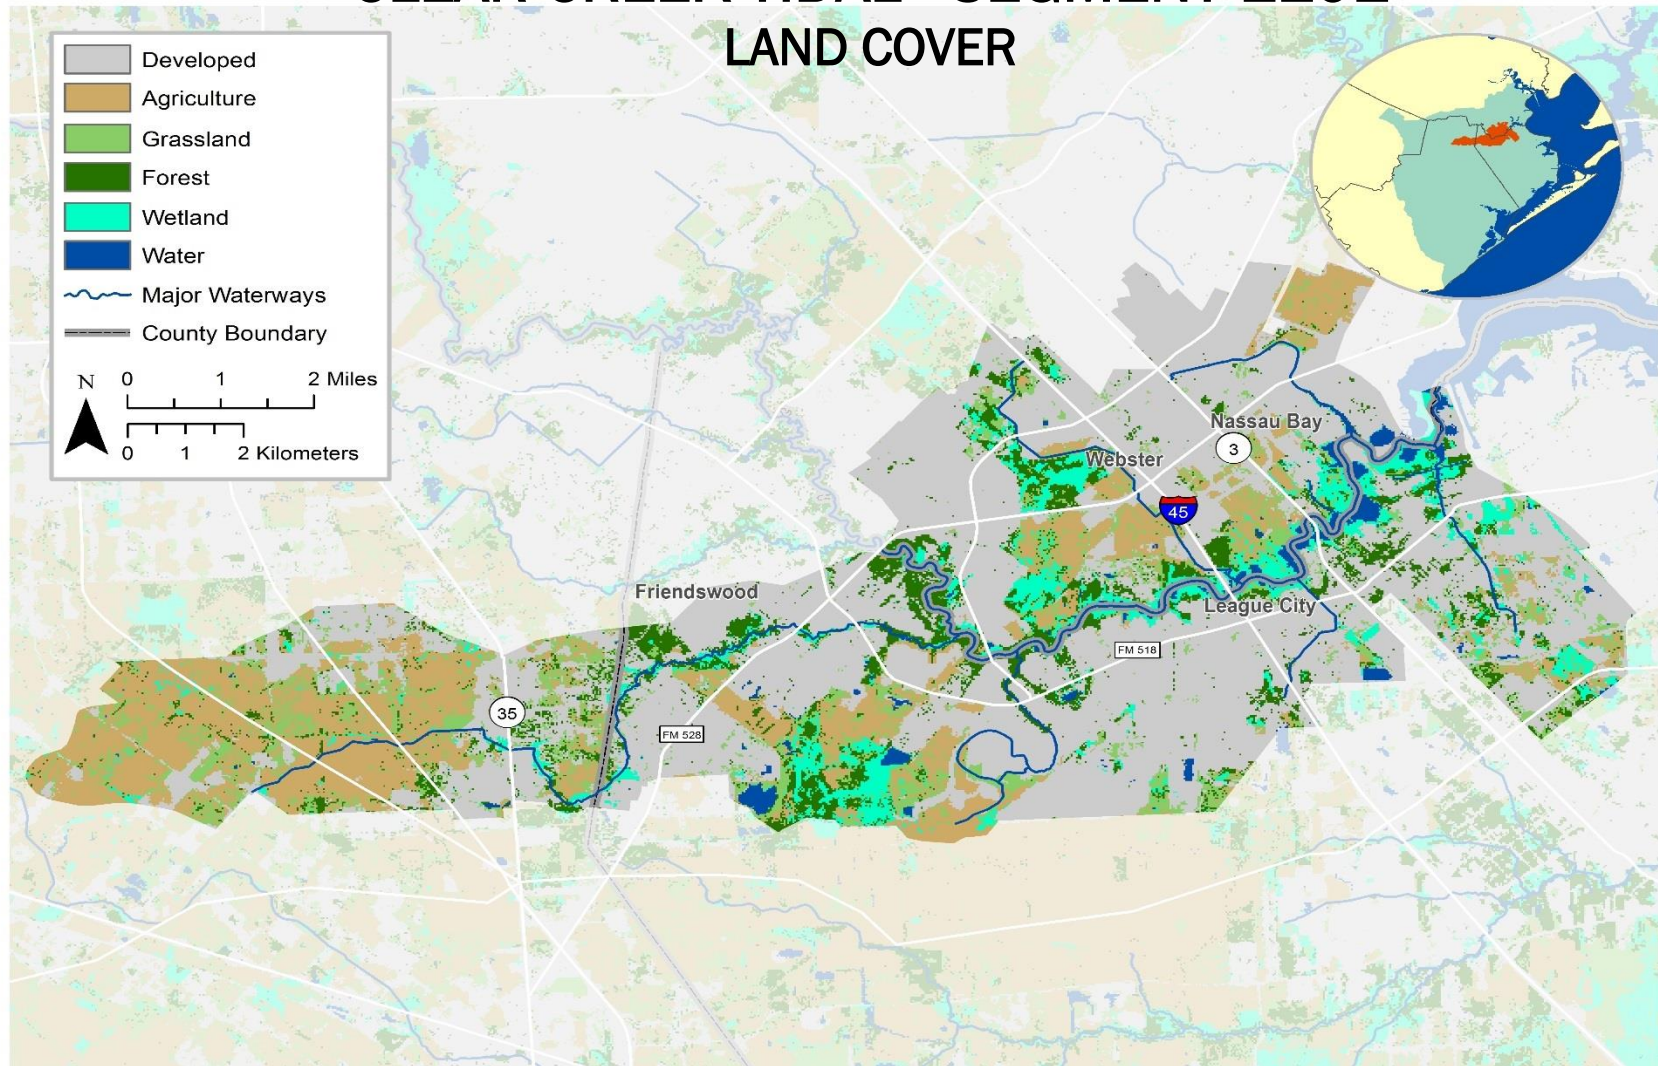 LAND COVER
Developed
Agriculture
Grassland
Forest
Wetland
Water
Major Waterways
County Boundary
N
0 1 2 Miles
0 1 2 Kilometers
Nassau Bay
3
Webster
45
Friendswood
League City
FM 518
35
FM 528